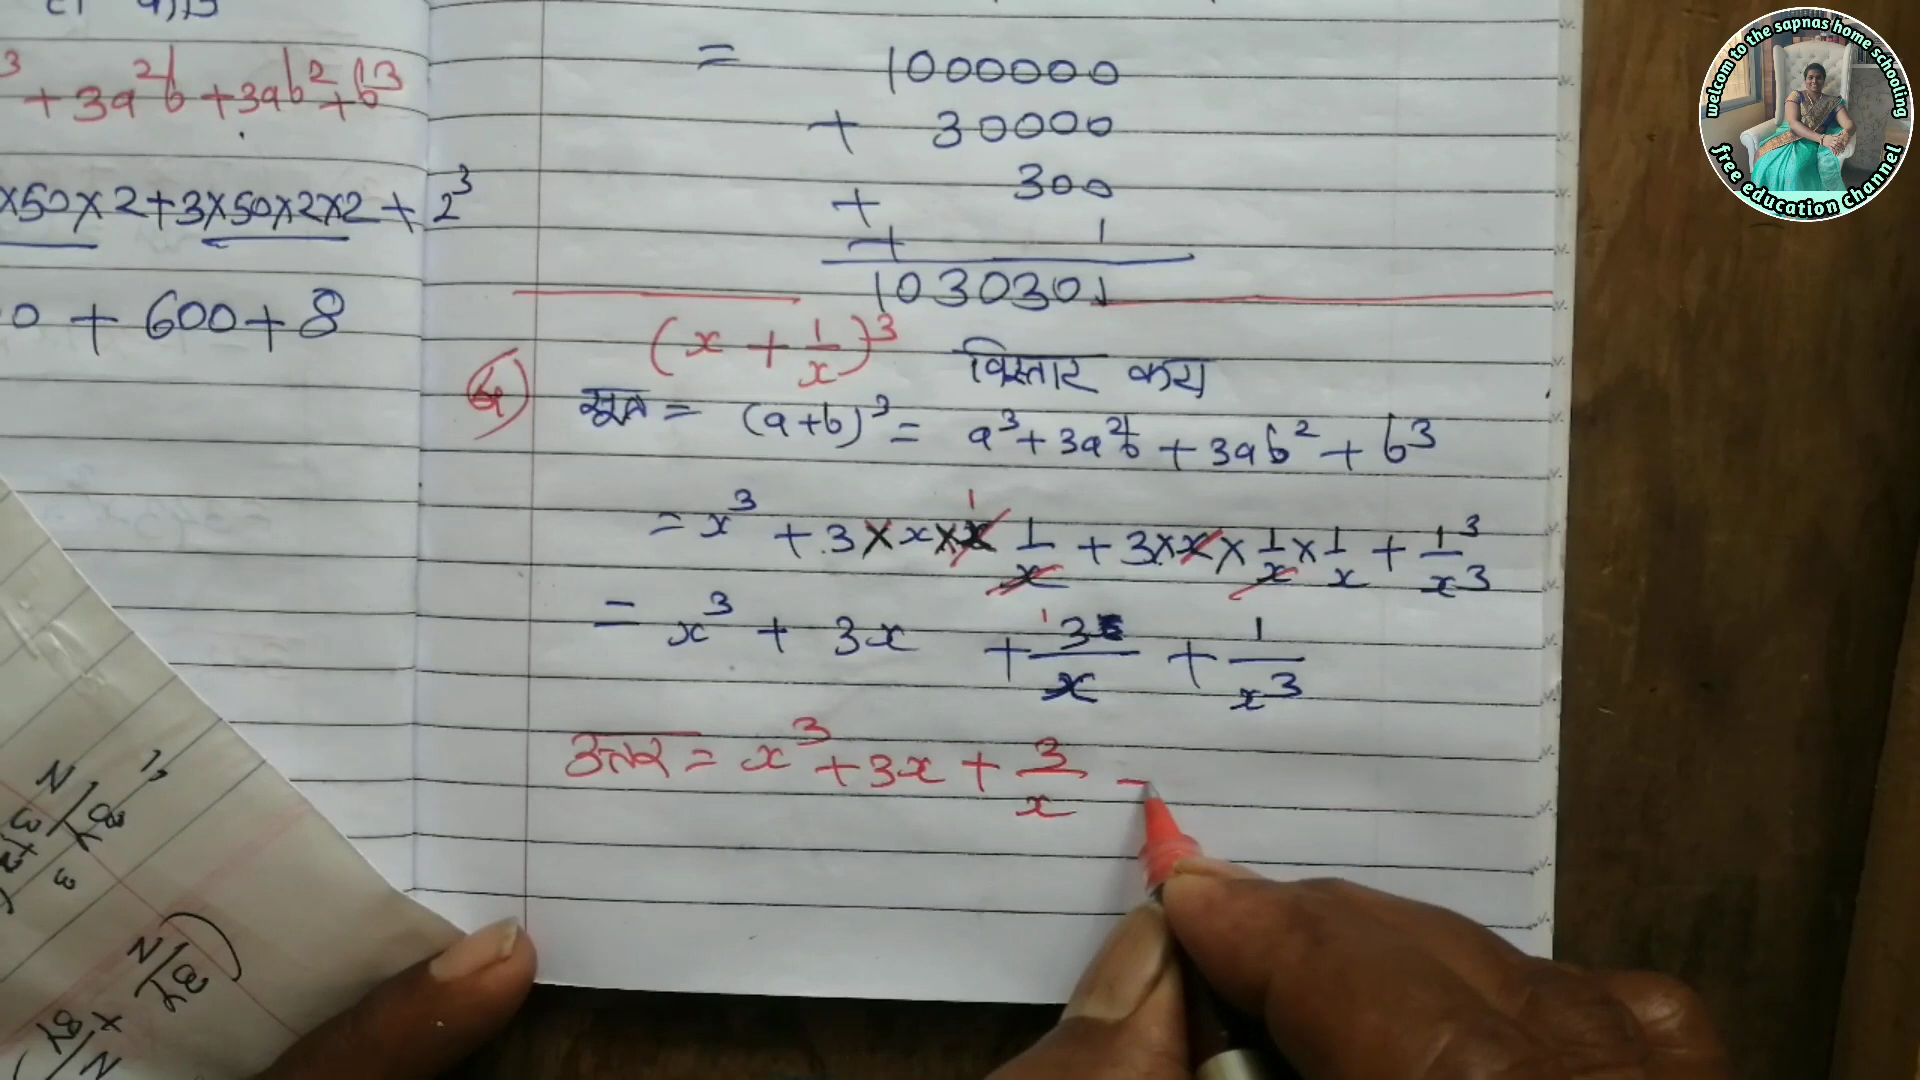 ³ + 3a²b + 3ab² + b³
×50×2+3×50×2×2+2³
0 + 600 + 8
= 1000000
+ 30000
+ 300
+ 1
1030301
(x + 1/x)³ विस्तार करा
सूत्र = (a+b)³ = a³+3a²b+3ab²+b³
= x³ + 3×x×x 1/x + 3×x×1/x×1/x + 1³/x³
= x³ + 3x + 3/x + 1/x³
उत्तर = x³+3x+3/x -
welcom to the sapnas home schooling
free education channel